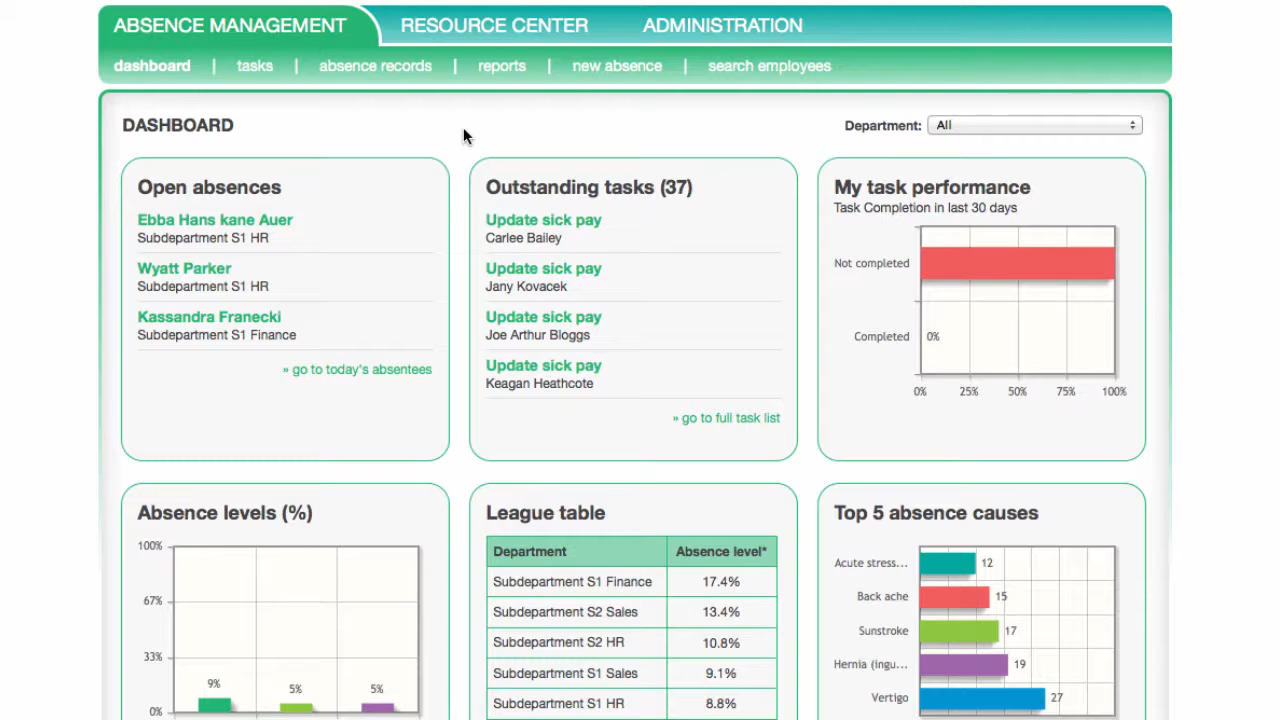 ABSENCE MANAGEMENT RESOURCE CENTER ADMINISTRATION
dashboard | tasks | absence records | reports | new absence | search employees
DASHBOARD
Department: All
Open absences
Ebba Hans kane Auer
Subdepartment S1 HR
Wyatt Parker
Subdepartment S1 HR
Kassandra Franecki
Subdepartment S1 Finance
» go to today's absentees
Outstanding tasks (37)
Update sick pay
Carlee Bailey
Update sick pay
Jany Kovacek
Update sick pay
Joe Arthur Bloggs
Update sick pay
Keagan Heathcote
» go to full task list
My task performance
Task Completion in last 30 days
Not completed
Completed 0%
0% 25% 50% 75% 100%
Absence levels (%)
100%
67%
33%
0%
9% 5% 5%
League table
Department Absence level*
Subdepartment S1 Finance 17.4%
Subdepartment S2 Sales 13.4%
Subdepartment S2 HR 10.8%
Subdepartment S1 Sales 9.1%
Subdepartment S1 HR 8.8%
Top 5 absence causes
Acute stress... 12
Back ache 15
Sunstroke 17
Hernia (ingu... 19
Vertigo 27